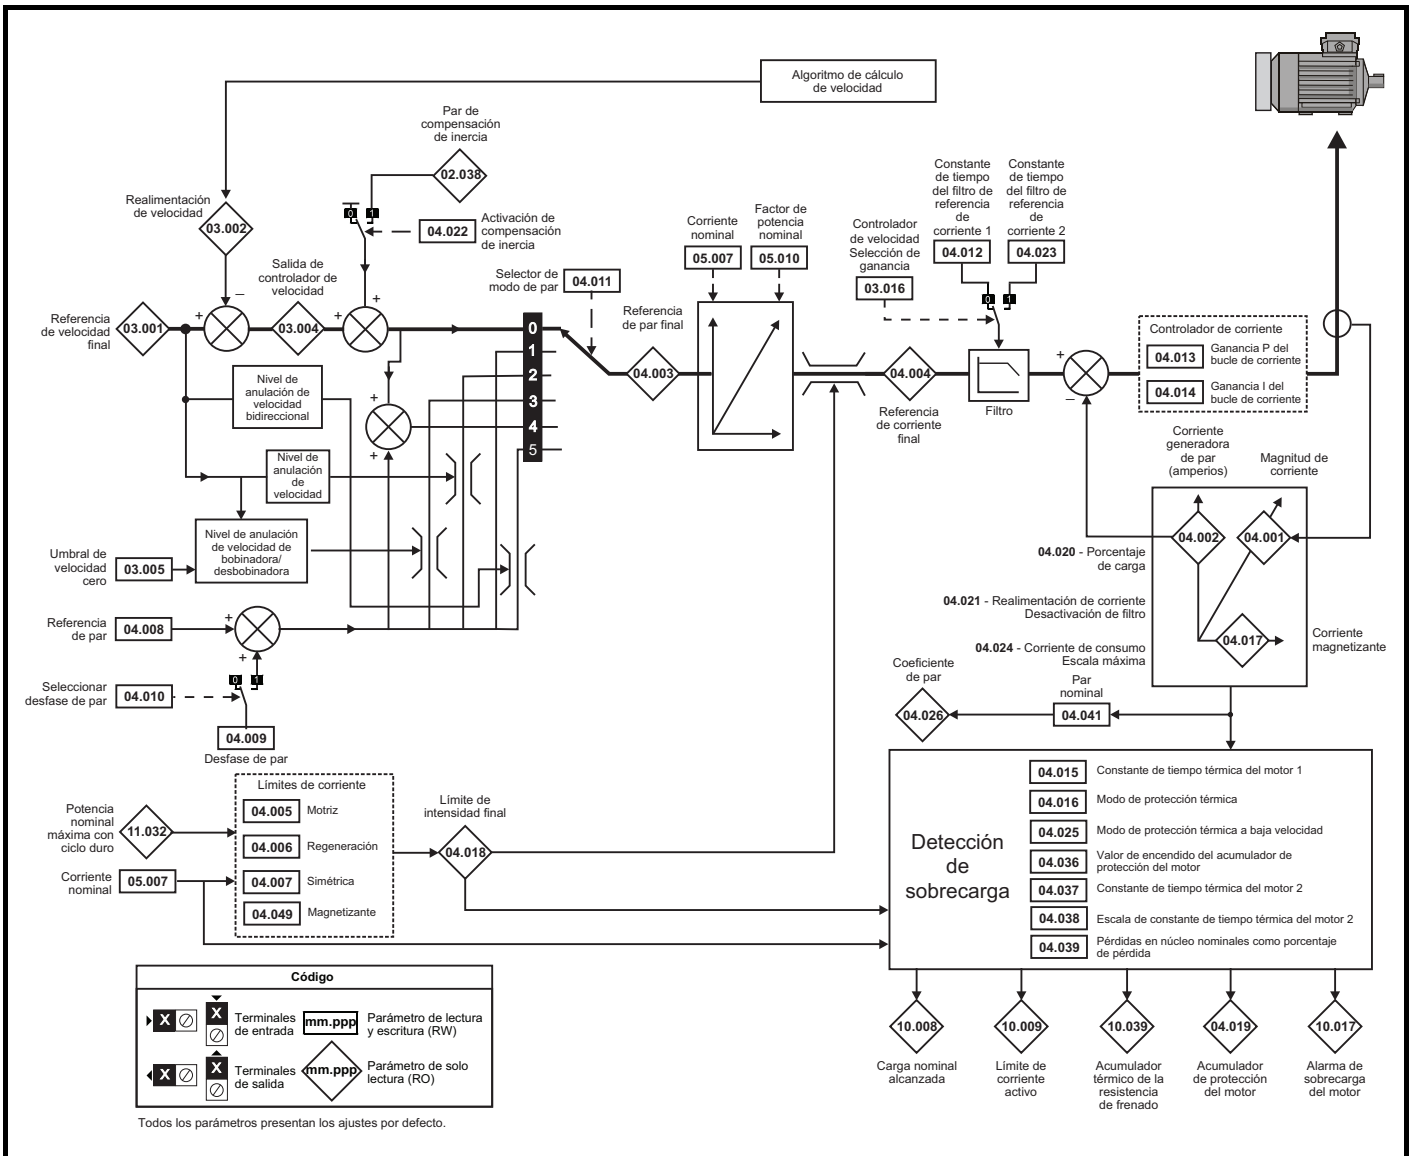 Algoritmo de cálculo
de velocidad
Par de
compensación
de inercia
02.038
Realimentación
de velocidad
03.002
0 1
04.022
Activación de
compensación
de inercia
Salida de
controlador de
velocidad
Referencia
de velocidad
final
03.001
+
−
03.004
+
+
Selector de
modo de par
04.011
0
1
2
3
4
5
Referencia
de par final
04.003
Corriente
nominal
05.007
Factor de
potencia
nominal
05.010
Controlador
de velocidad
Selección de
ganancia
03.016
Constante
de tiempo
del filtro de
referencia
de
corriente 1
04.012
Constante
de tiempo
del filtro de
referencia
de
corriente 2
04.023
0 1
04.004
Referencia
de corriente
final
Filtro
+
−
Controlador de corriente
04.013
Ganancia P del
bucle de corriente
04.014
Ganancia I del
bucle de corriente
Nivel de
anulación de
velocidad
bidireccional
+
+
Nivel de
anulación
de
velocidad
Nivel de anulación
de velocidad de
bobinadora/
desbobinadora
Umbral de
velocidad
cero
03.005
Referencia
de par
04.008
+
+
0 1
Seleccionar
desfase de par
04.010
04.009
Desfase de par
Corriente
generadora
de par
(amperios)
Magnitud de
corriente
04.002
04.001
04.017
Corriente
magnetizante
04.020 - Porcentaje
de carga
04.021 - Realimentación de corriente
Desactivación de filtro
04.024 - Corriente de consumo
Escala máxima
Coeficiente
de par
04.026
Par
nominal
04.041
Potencia
nominal
máxima con
ciclo duro
11.032
Corriente
nominal
05.007
Límites de corriente
04.005 Motriz
04.006 Regeneración
04.007 Simétrica
04.049 Magnetizante
Límite de
intensidad final
04.018
Detección
de
sobrecarga
04.015 Constante de tiempo térmica del motor 1
04.016 Modo de protección térmica
04.025 Modo de protección térmica a baja velocidad
04.036 Valor de encendido del acumulador de
protección del motor
04.037 Constante de tiempo térmica del motor 2
04.038 Escala de constante de tiempo térmica del motor 2
04.039 Pérdidas en núcleo nominales como porcentaje
de pérdida
10.008
Carga nominal
alcanzada
10.009
Límite de
corriente
activo
10.039
Acumulador
térmico de la
resistencia
de frenado
04.019
Acumulador
de protección
del motor
10.017
Alarma de
sobrecarga
del motor
Código
X
X
Terminales
de entrada
mm.ppp
Parámetro de lectura
y escritura (RW)
X
X
Terminales
de salida
mm.ppp
Parámetro de solo
lectura (RO)
Todos los parámetros presentan los ajustes por defecto.